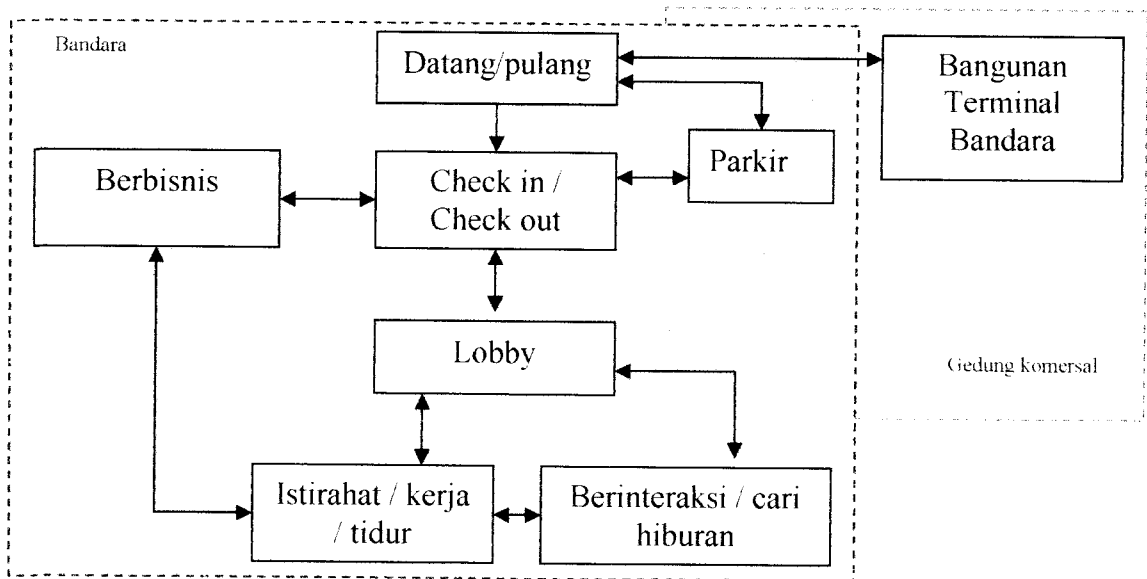 Bandara
Datang/pulang
Bangunan
Terminal
Bandara
Berbisnis
Check in /
Check out
Parkir
Lobby
Gedung komersal
Istirahat / kerja
/ tidur
Berinteraksi / cari
hiburan